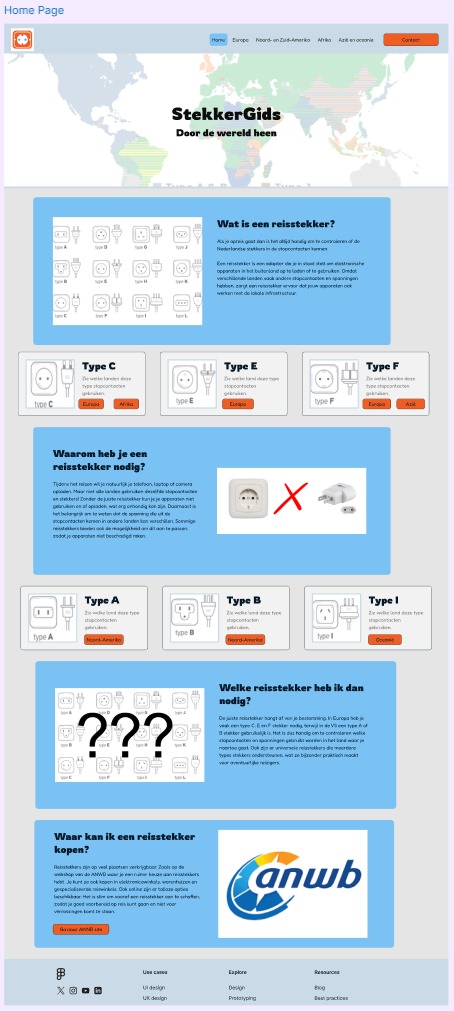 Home Page
Home Europa Noord- en Zuid-Amerika Afrika Azië en oceanie Contact
StekkerGids
Door de wereld heen
Wat is een reisstekker?
Als je opreis gaat dan is het altijd handig om te controleren of de
Nederlandse stekkers in de stopcontacten kunnen
Een reisstekker is een adapter die je in staat stelt om elektronische
apparaten in het buitenland op te laden of te gebruiken. Omdat
verschillende landen vaak andere stopcontacten en spanningen
hebben, zorgt een reisstekker ervoor dat jouw apparaten ook
werken met de lokale infrastructuur.
type A type D type G type J
type B type E type H type K
type C type F type I type L
Type C
Zie welke landen deze
type stopcontacten
gebruiken.
Europa Afrika
type C
Type E
Zie welke landen deze
type stopcontacten
gebruiken.
Europa
type E
Type F
Zie welke landen deze
type stopcontacten
gebruiken.
Europa Azië
type F
Waarom heb je een
reisstekker nodig?
Tijdens het reizen wil je natuurlijk je telefoon, laptop of camera
opladen. Maar niet alle landen gebruiken dezelfde stopcontacten
en stekkers! Zonder de juiste reisstekker kun je je apparaten niet
gebruiken en of opladen, wat erg onhandig kan zijn. Daarnaast is
het belangrijk om te weten dat de spanning die uit de
stopcontacten komen in andere landen kan verschillen. Sommige
reisstekkers bieden ook de mogelijkheid om dit aan te passen,
zodat je apparaten niet beschadigd raken.
Type A
Zie welke land deze type
stopcontacten
gebruiken.
Noord-Amerika
type A
Type B
Zie welke land deze type
stopcontacten
gebruiken.
Noord-Amerika
type B
Type I
Zie welke land deze type
stopcontacten
gebruiken.
Oceanië
type I
???
Welke reisstekker heb ik dan
nodig?
De juiste reisstekker hangt af van je bestemming. In Europa heb je
vaak een type C, E en F stekker nodig, terwijl in de VS een type A of
B stekker gebruikelijk is. Het is dus handig om te controleren welke
stopcontacten en spanningen gebruikt worden in het land waar je
naartoe gaat. Ook zijn er universele reisstekkers die meerdere
types stekkers ondersteunen, wat ze bijzonder praktisch maakt
voor avontuurlijke reizigers.
Waar kan ik een reisstekker
kopen?
Reisstekkers zijn op veel plaatsen verkrijgbaar. Zoals op de
webshop van de ANWB waar je een ruime keuze aan reisstekkers
hebt. Je kunt ze ook kopen in elektronicawinkels, warenhuizen en
gespecialiseerde reiswinkels. Ook online zijn er talloze opties
beschikbaar. Het is slim om vooraf een reisstekker aan te schaffen,
zodat je goed voorbereid op reis kunt gaan en niet voor
verrassingen komt te staan.
Ga naar ANWB site
anwb
Use cases Explore Resources
UI design Design Blog
UX design Prototyping Best practices